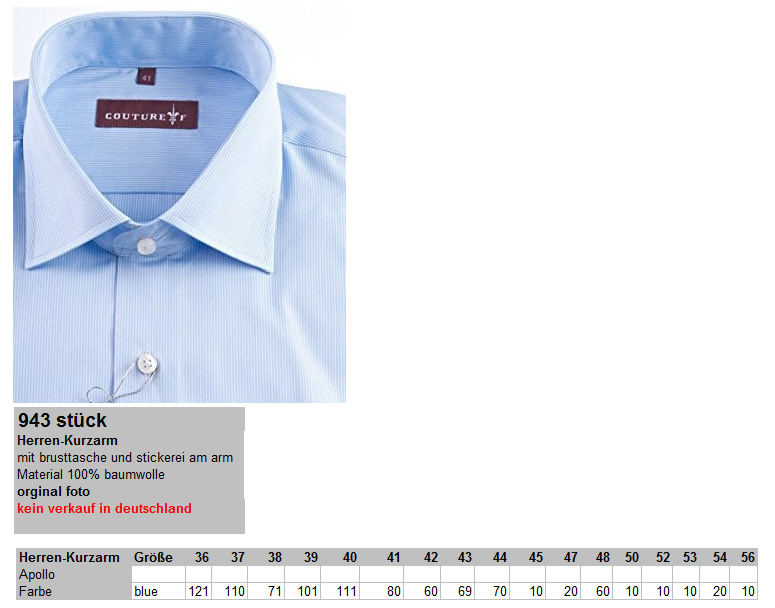 41
COUTURE F
943 stück
Herren-Kurzarm
mit brusttasche und stickerei am arm
Material 100% baumwolle
orginal foto
kein verkauf in deutschland
Herren-Kurzarm Größe 36 37 38 39 40 41 42 43 44 45 47 48 50 52 53 54 56
Apollo
Farbe blue 121 110 71 101 111 80 60 69 70 10 20 60 10 10 10 20 10